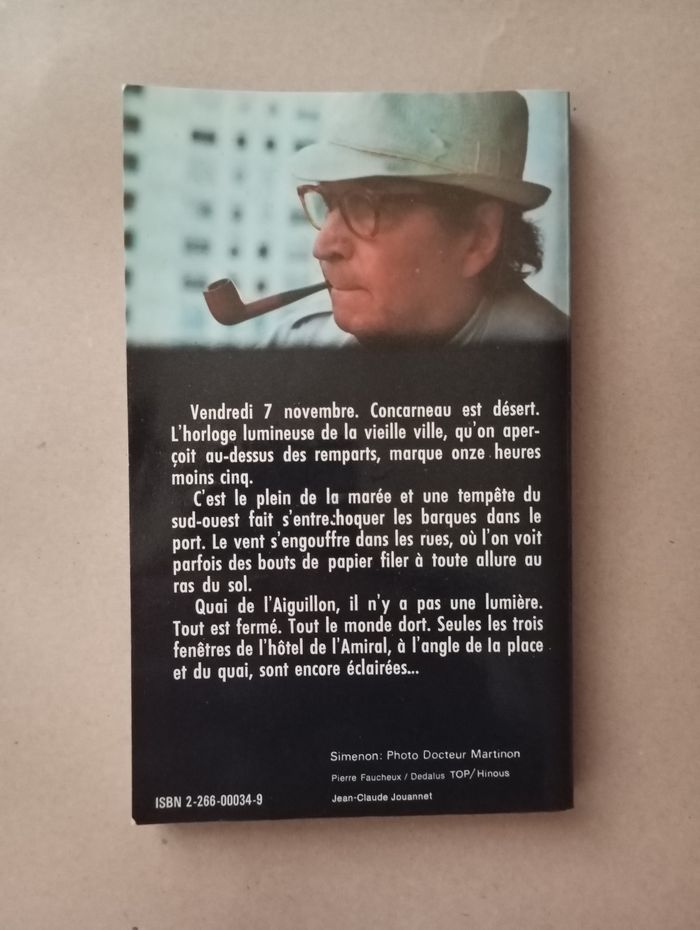 Vendredi 7 novembre. Concarneau est désert.
L'horloge lumineuse de la vieille ville, qu'on aper-
çoit au-dessus des remparts, marque onze heures
moins cinq.
C'est le plein de la marée et une tempête du
sud-ouest fait s'entrechoquer les barques dans le
port. Le vent s'engouffre dans les rues, où l'on voit
parfois des bouts de papier filer à toute allure au
ras du sol.
Quai de l'Aiguillon, il n'y a pas une lumière.
Tout est fermé. Tout le monde dort. Seules les trois
fenêtres de l'hôtel de l'Amiral, à l'angle de la place
et du quai, sont encore éclairées...
Simenon: Photo Docteur Martinon
Pierre Faucheux / Dedalus TOP/Hinous
ISBN 2-266-00034-9
Jean-Claude Jouannet